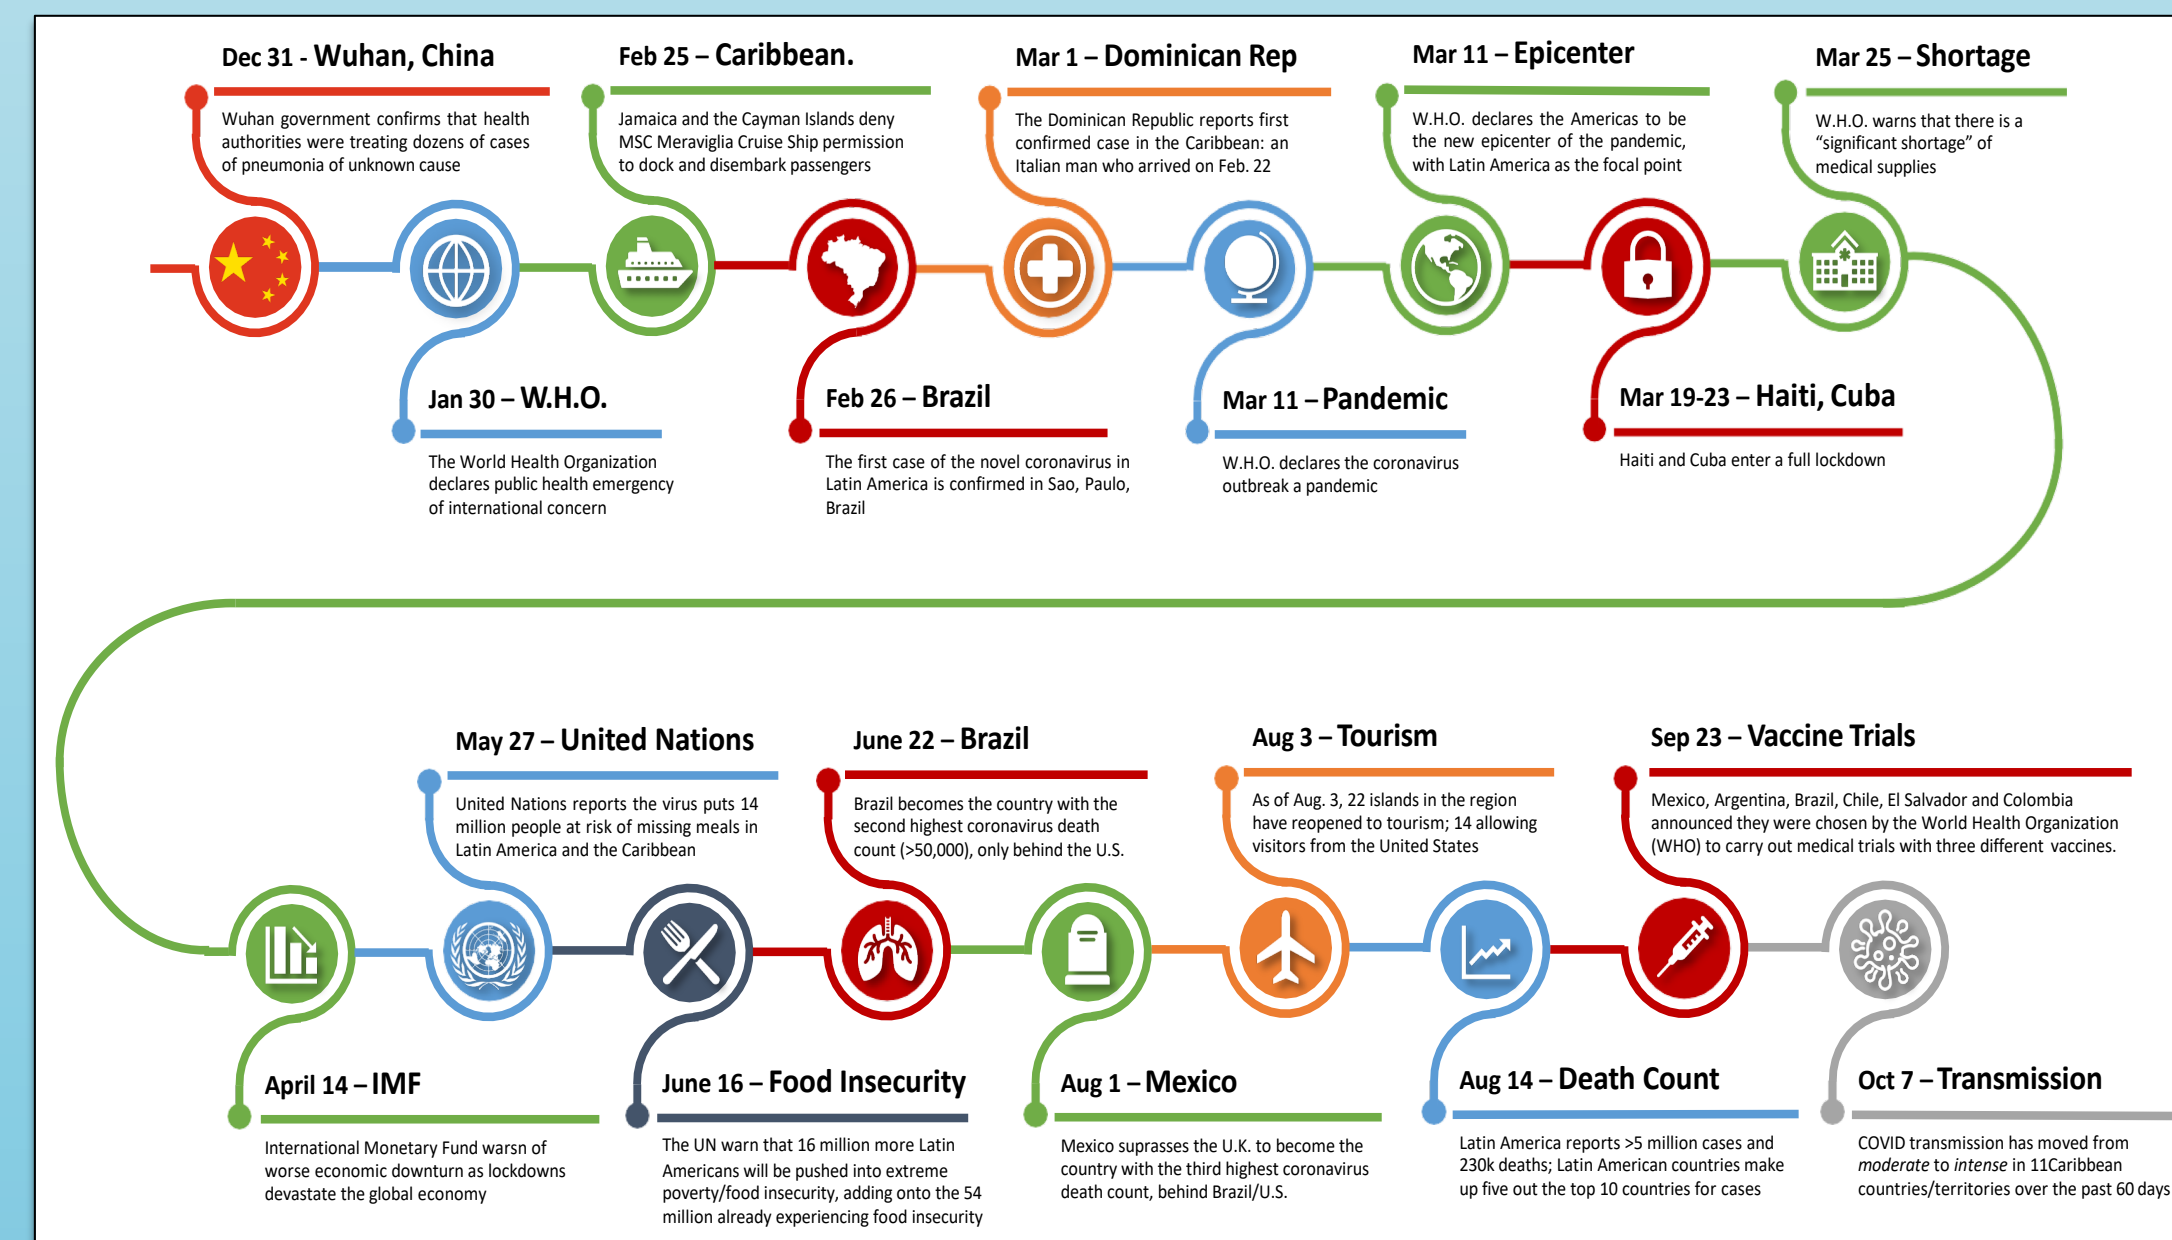 Dec 31 - Wuhan, China
Wuhan government confirms that health
authorities were treating dozens of cases
of pneumonia of unknown cause
Jan 30 – W.H.O.
The World Health Organization
declares public health emergency
of international concern
Feb 25 – Caribbean.
Jamaica and the Cayman Islands deny
MSC Meraviglia Cruise Ship permission
to dock and disembark passengers
Feb 26 – Brazil
The first case of the novel coronavirus in
Latin America is confirmed in Sao, Paulo,
Brazil
Mar 1 – Dominican Rep
The Dominican Republic reports first
confirmed case in the Caribbean: an
Italian man who arrived on Feb. 22
Mar 11 – Pandemic
W.H.O. declares the coronavirus
outbreak a pandemic
Mar 11 – Epicenter
W.H.O. declares the Americas to be
the new epicenter of the pandemic,
with Latin America as the focal point
Mar 19-23 – Haiti, Cuba
Haiti and Cuba enter a full lockdown
Mar 25 – Shortage
W.H.O. warns that there is a
“significant shortage” of
medical supplies
April 14 – IMF
International Monetary Fund warsn of
worse economic downturn as lockdowns
devastate the global economy
May 27 – United Nations
United Nations reports the virus puts 14
million people at risk of missing meals in
Latin America and the Caribbean
June 16 – Food Insecurity
The UN warn that 16 million more Latin
Americans will be pushed into extreme
poverty/food insecurity, adding onto the 54
million already experiencing food insecurity
June 22 – Brazil
Brazil becomes the country with the
second highest coronavirus death
count (>50,000), only behind the U.S.
Aug 1 – Mexico
Mexico suprasses the U.K. to become the
country with the third highest coronavirus
death count, behind Brazil/U.S.
Aug 3 – Tourism
As of Aug. 3, 22 islands in the region
have reopened to tourism; 14 allowing
visitors from the United States
Aug 14 – Death Count
Latin America reports >5 million cases and
230k deaths; Latin American countries make
up five out the top 10 countries for cases
Sep 23 – Vaccine Trials
Mexico, Argentina, Brazil, Chile, El Salvador and Colombia
announced they were chosen by the World Health Organization
(WHO) to carry out medical trials with three different vaccines.
Oct 7 – Transmission
COVID transmission has moved from
moderate to intense in 11Caribbean
countries/territories over the past 60 days